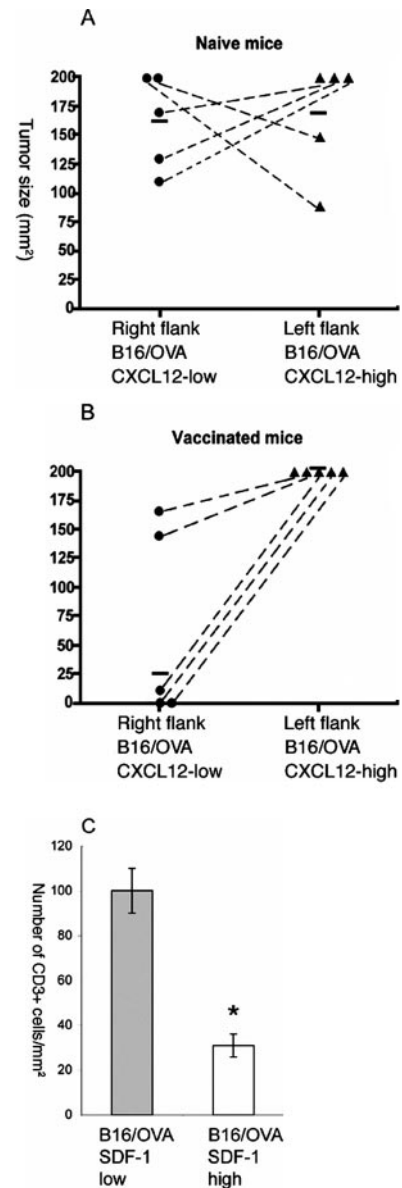 A
Naive mice
Tumor size (mm²)
200
175
150
125
100
75
50
25
0
Right flank
B16/OVA
CXCL12-low
Left flank
B16/OVA
CXCL12-high
B
Vaccinated mice
200
175
150
125
100
75
50
25
0
Right flank
B16/OVA
CXCL12-low
Left flank
B16/OVA
CXCL12-high
C
Number of CD3+ cells/mm²
120
100
80
60
40
20
0
*
B16/OVA
SDF-1
low
B16/OVA
SDF-1
high